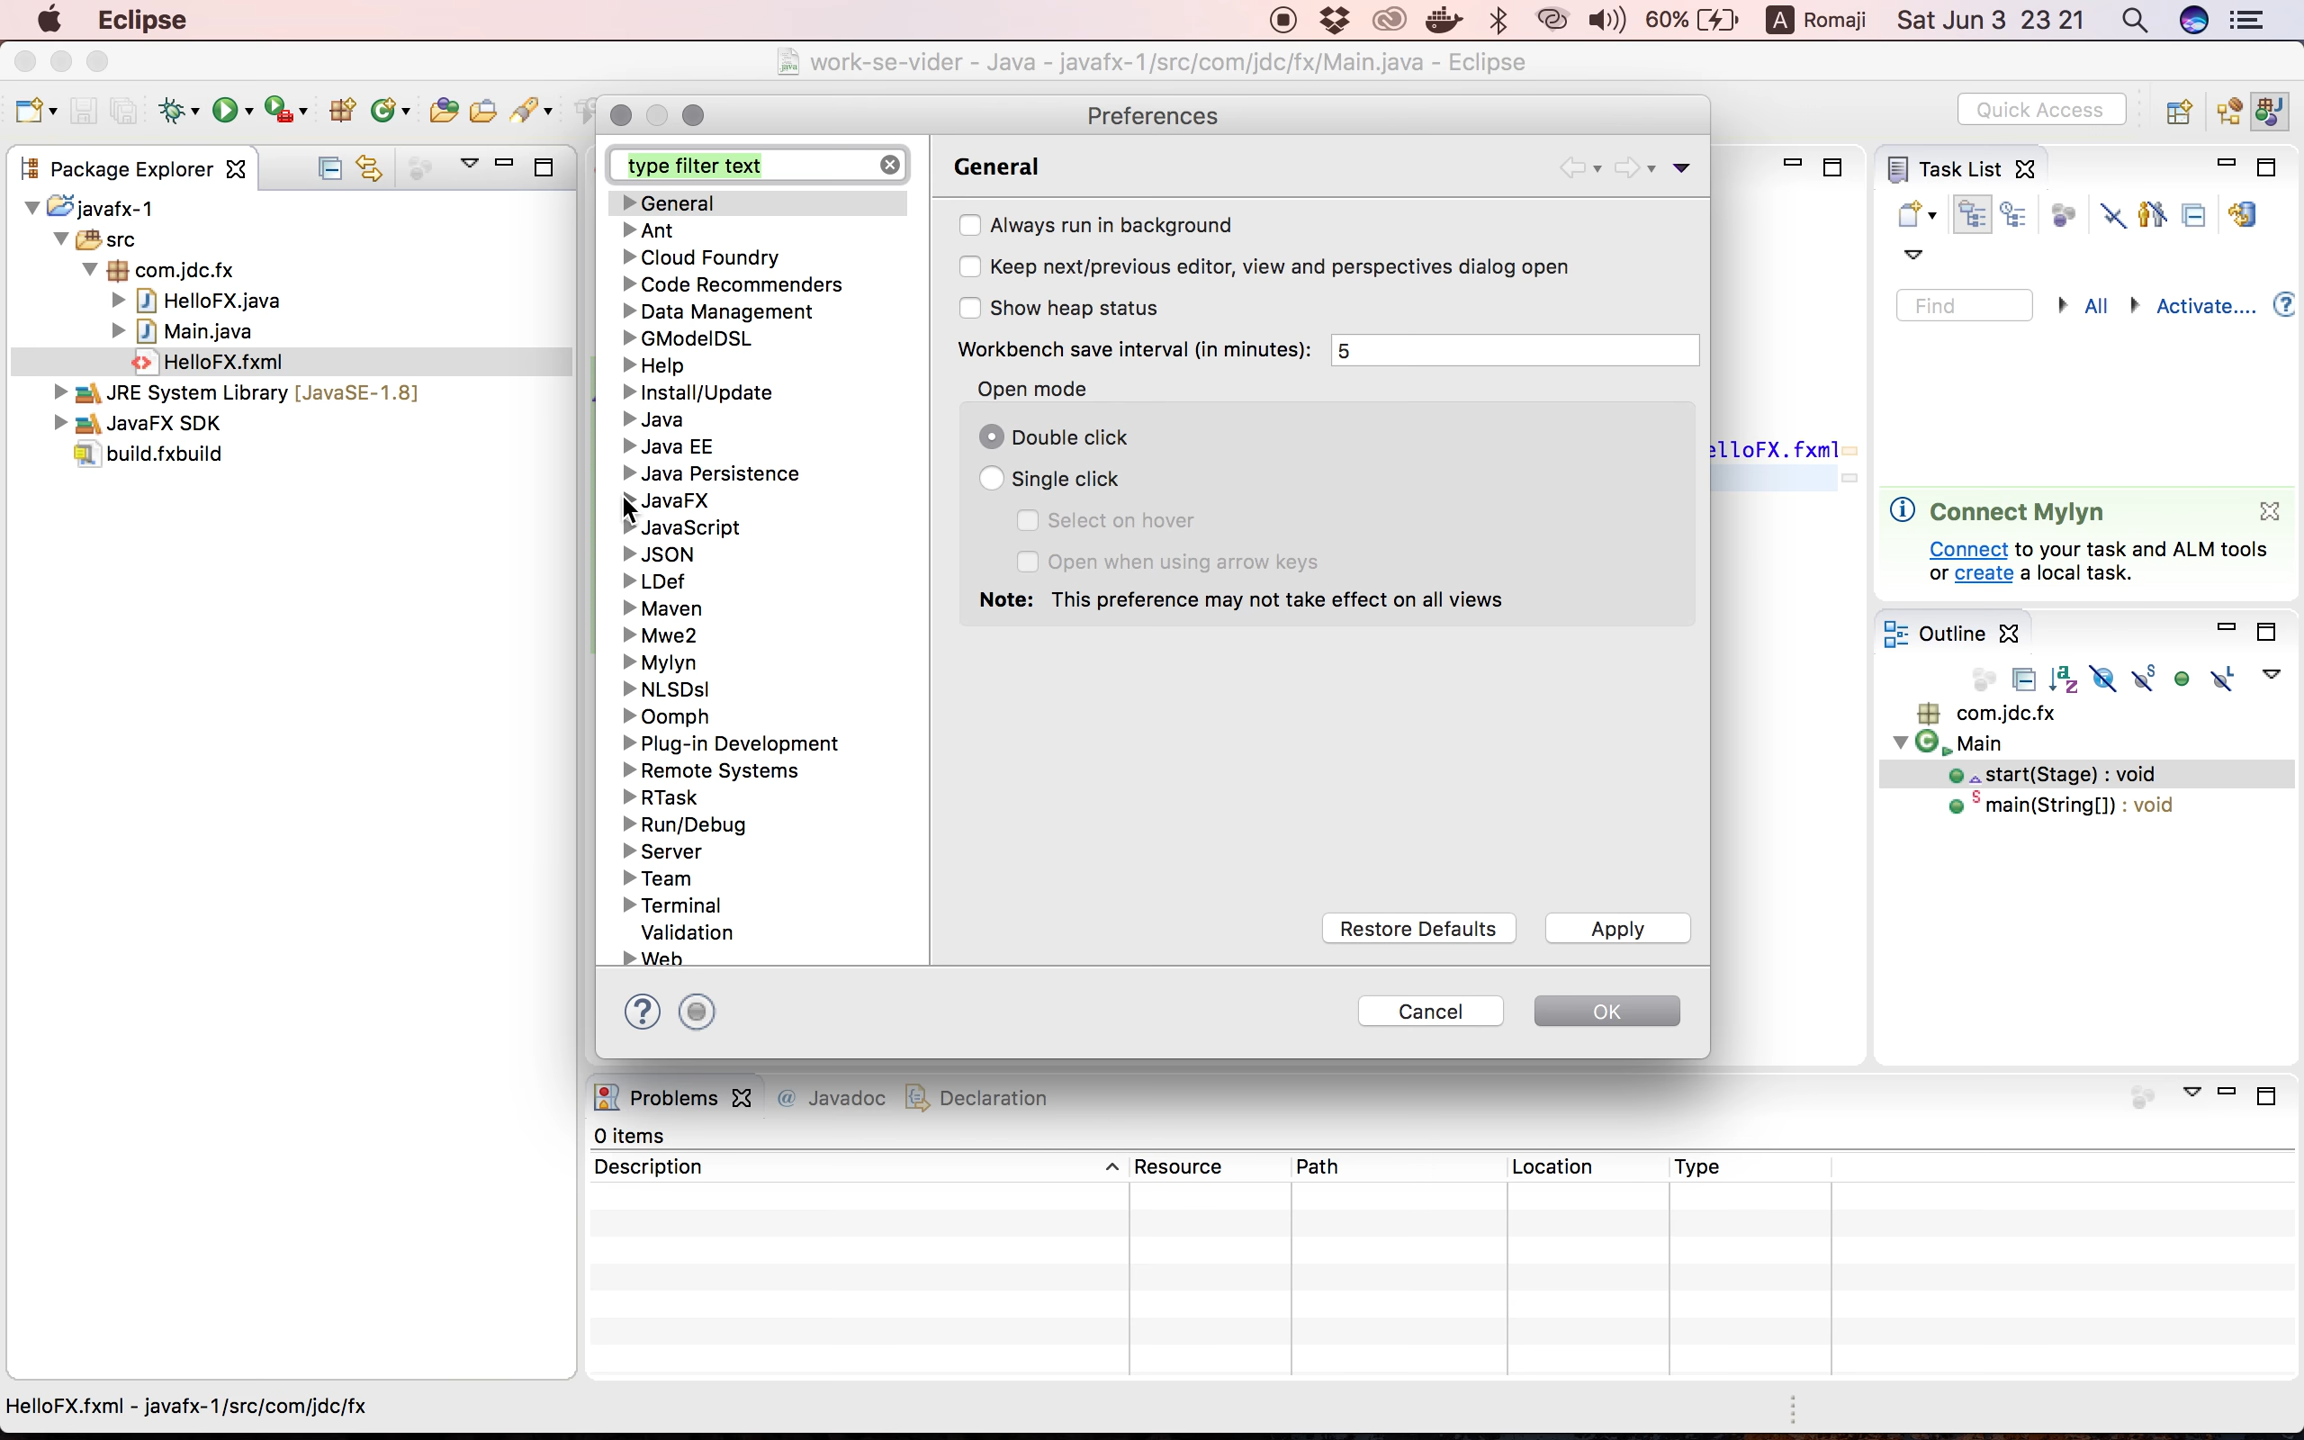 Eclipse
60%
A Romaji
Sat Jun 3 23 21
work-se-vider - Java - javafx-1/src/com/jdc/fx/Main.java - Eclipse
Quick Access
Package Explorer
javafx-1
src
com.jdc.fx
HelloFX.java
Main.java
HelloFX.fxml
JRE System Library [JavaSE-1.8]
JavaFX SDK
build.fxbuild
Preferences
type filter text
General
Ant
Cloud Foundry
Code Recommenders
Data Management
GModelDSL
Help
Install/Update
Java
Java EE
Java Persistence
JavaFX
JavaScript
JSON
LDef
Maven
Mwe2
Mylyn
NLSDsl
Oomph
Plug-in Development
Remote Systems
RTask
Run/Debug
Server
Team
Terminal
Validation
Web
General
Always run in background
Keep next/previous editor, view and perspectives dialog open
Show heap status
Workbench save interval (in minutes): 5
Open mode
Double click
Single click
Select on hover
Open when using arrow keys
Note: This preference may not take effect on all views
Restore Defaults
Apply
Cancel
OK
elloFX.fxml
Task List
Find
All
Activate....
Connect Mylyn
Connect to your task and ALM tools
or create a local task.
Outline
com.jdc.fx
Main
start(Stage) : void
main(String[]) : void
Problems
@ Javadoc
Declaration
0 items
Description
Resource
Path
Location
Type
HelloFX.fxml - javafx-1/src/com/jdc/fx